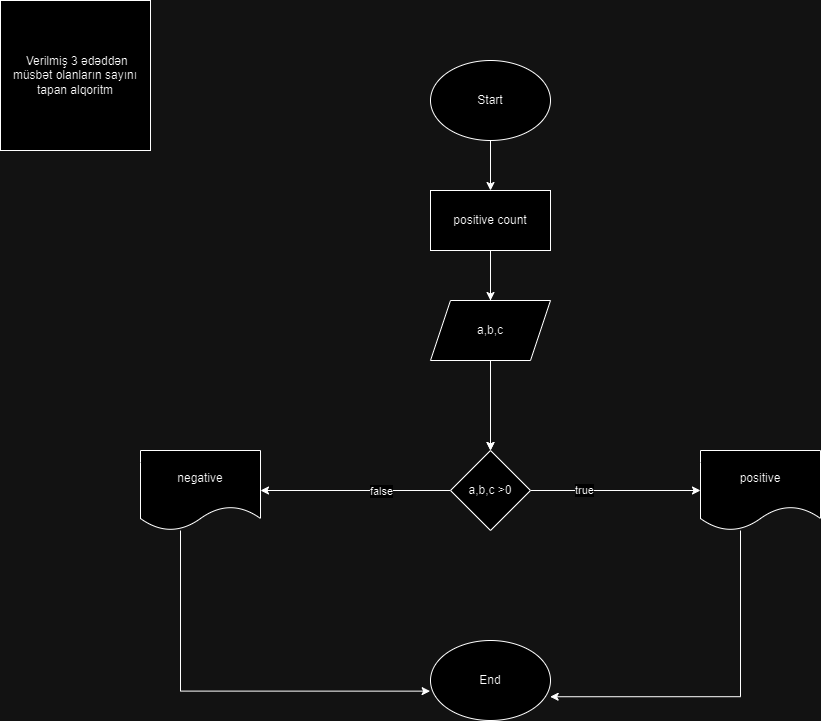 Verilmiş 3 ədəddən
müsbət olanların sayını
tapan alqoritm
Start
positive count
a,b,c
a,b,c >0
false
true
negative
positive
End